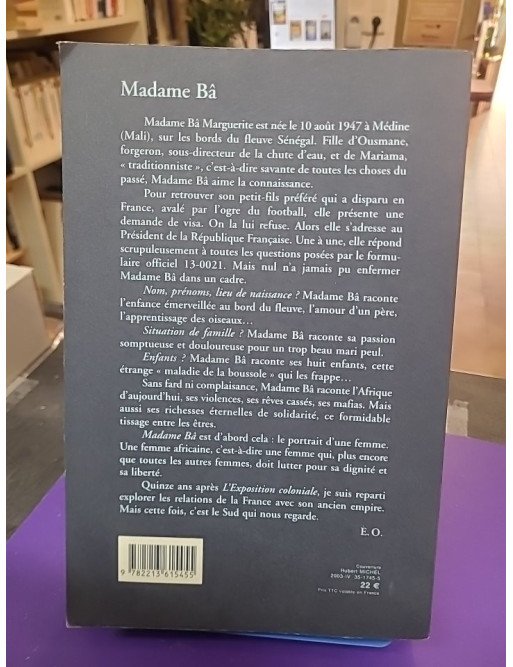 Madame Bâ
Madame Bâ Marguerite est née le 10 août 1947 à Médine
(Mali), sur les bords du fleuve Sénégal. Fille d'Ousmane,
forgeron, sous-directeur de la chute d'eau, et de Mariama,
« traditionniste », c'est-à-dire savante de toutes les choses du
passé. Madame Bâ aime la connaissance.
Pour retrouver son petit-fils préféré qui a disparu en
France, avalé par l'ogre du football, elle présente une
demande de visa. On la lui refuse. Alors elle s'adresse au
Président de la République Française. Une à une, elle répond
scrupuleusement à toutes les questions posées par le formu-
laire officiel 13-0021. Mais nul n'a jamais pu enfermer
Madame Bâ dans un cadre.
Nom, prénoms, lieu de naissance ? Madame Bâ raconte
l'enfance émerveillée au bord du fleuve, l'amour d'un père,
l'apprentissage des oiseaux...
Situation de famille ? Madame Bâ raconte sa passion
somptueuse et douloureuse pour un trop beau mari peul.
Enfants ? Madame Bâ raconte ses huit enfants, cette
étrange « maladie de la boussole » qui les frappe...
Sans fard ni complaisance, Madame Bâ raconte l'Afrique
d'aujourd'hui, ses violences, ses rêves cassés, ses mafias. Mais
aussi ses richesses éternelles de solidarité, ce formidable
tissage entre les êtres.
Madame Bâ est d'abord cela : le portrait d'une femme.
Une femme africaine, c'est-à-dire une femme qui, plus encore
que toutes les autres femmes, doit lutter pour sa dignité et
sa liberté.
Quinze ans après L'Exposition coloniale, je suis reparti
explorer les relations de la France avec son ancien empire.
Mais cette fois, c'est le Sud qui nous regarde.
É. O.
Couverture
Hubert MICHEL
2003-IV 35-1745-5
22 €
Prix TTC valable en France
9 782213 615455